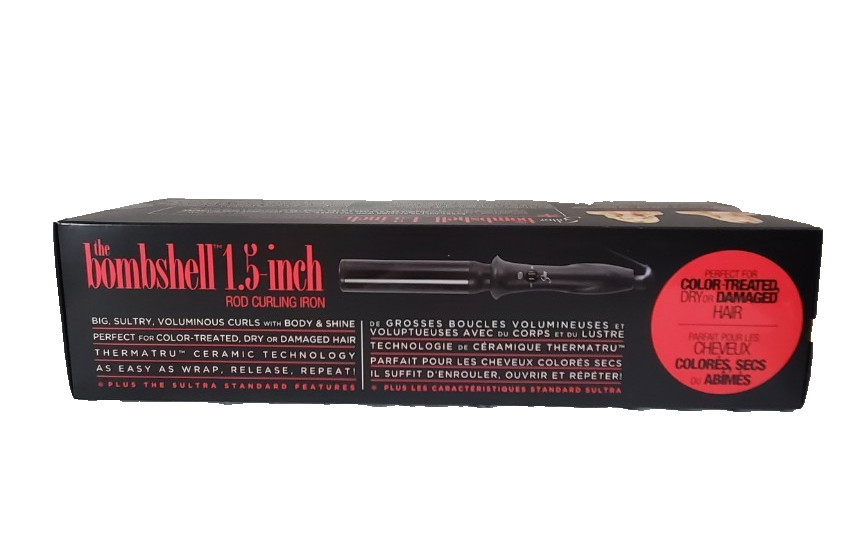 the
bombshell™ 1.5-inch
ROD CURLING IRON
BIG, SULTRY, VOLUMINOUS CURLS WITH BODY & SHINE
PERFECT FOR COLOR-TREATED, DRY OR DAMAGED HAIR
THERMATRU™ CERAMIC TECHNOLOGY
AS EASY AS WRAP, RELEASE, REPEAT!
+ PLUS THE SULTRA STANDARD FEATURES
DE GROSSES BOUCLES VOLUMINEUSES ET
VOLUPTUEUSES AVEC DU CORPS ET DU LUSTRE
TECHNOLOGIE DE CÉRAMIQUE THERMATRU™
PARFAIT POUR LES CHEVEUX COLORÉS SECS
IL SUFFIT D'ENROULER, OUVRIR ET RÉPÉTER!
+ PLUS LES CARACTÉRISTIQUES STANDARD SULTRA
PERFECT FOR
COLOR-TREATED,
DRY OR DAMAGED
HAIR
PARFAIT POUR LES
CHEVEUX
COLORÉS, SECS
OU ABÎMÉS
bombshell 1.5-inch